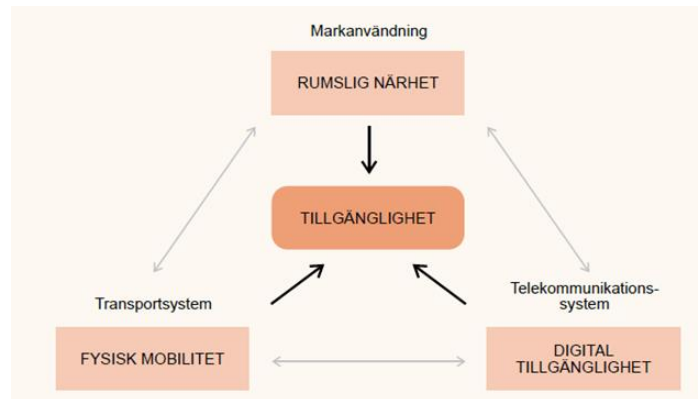 Markanvändning
RUMSLIG NÄRHET
TILLGÄNGLIGHET
Transportsystem
FYSISK MOBILITET
Telekommunikations-
system
DIGITAL
TILLGÄNGLIGHET